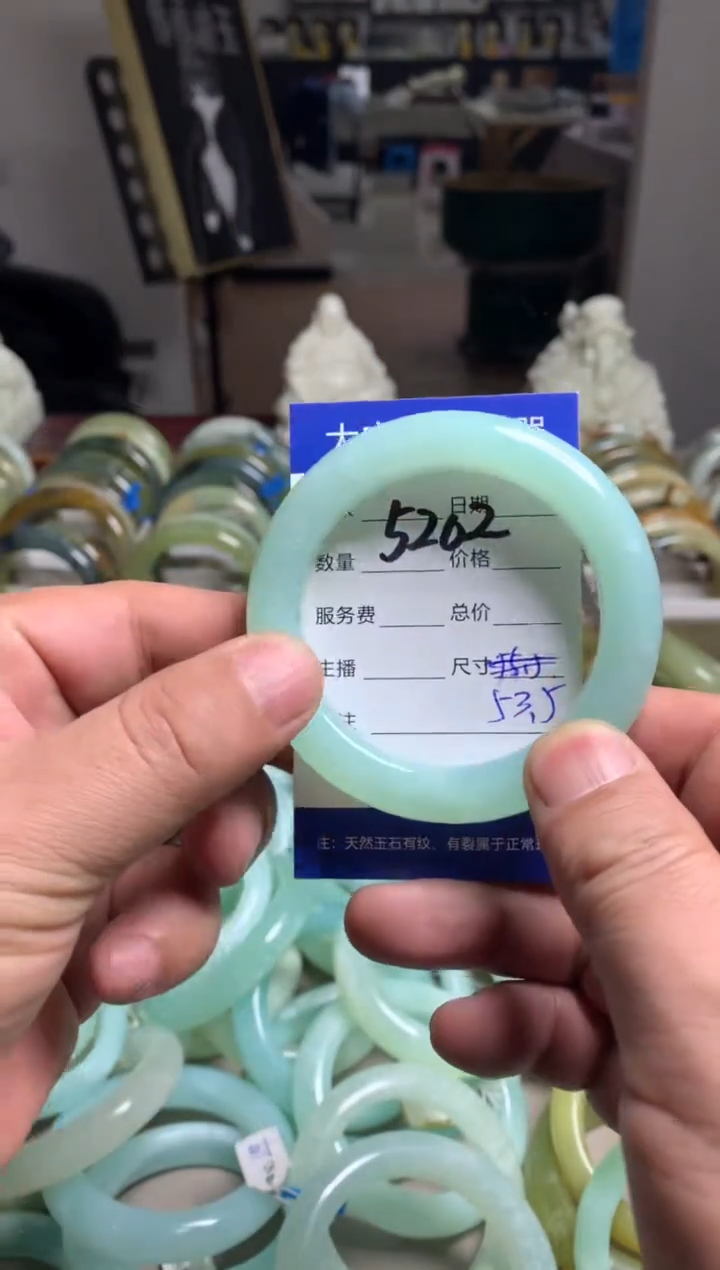 5202
日期
数量 价格
服务费 总价
主播 尺寸
53.5
注
注：天然玉石有纹、有裂属于正常